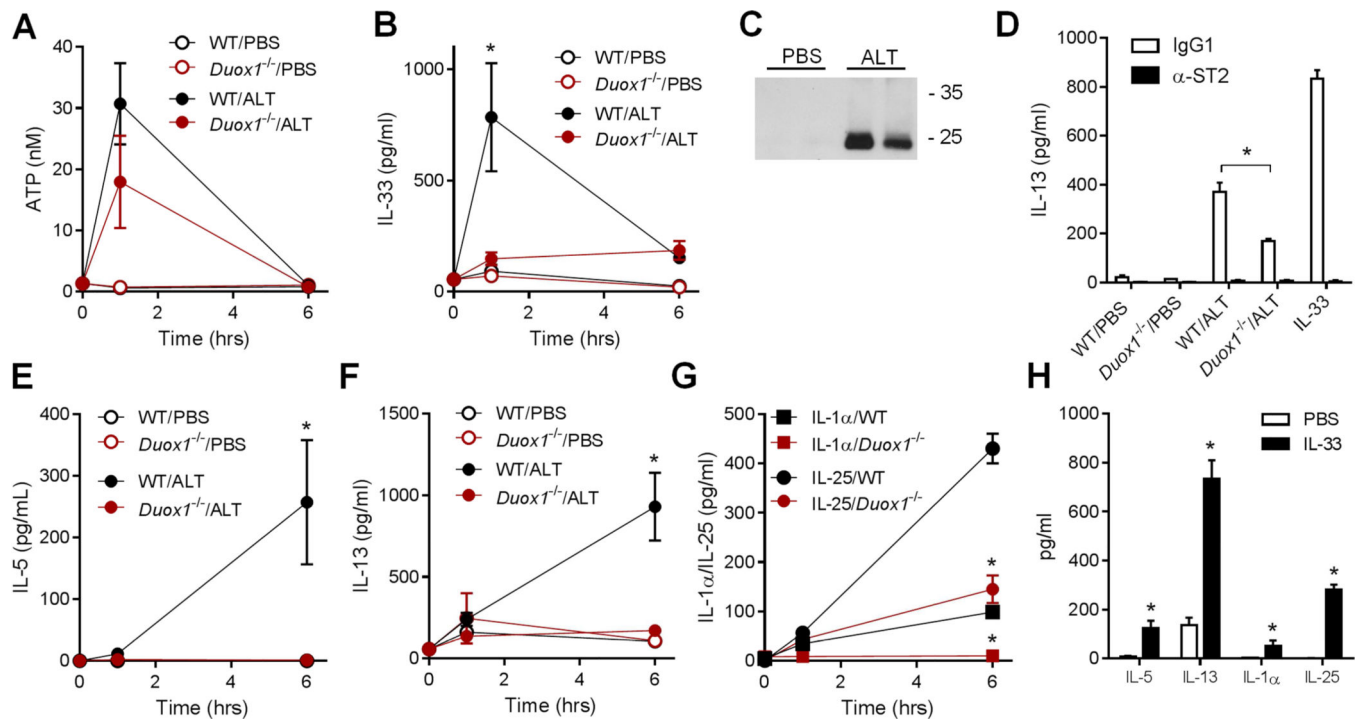 A
40
30
20
10
0
ATP (nM)
WT/PBS
Duox1-/-/PBS
WT/ALT
Duox1-/-/ALT
0 2 4 6
Time (hrs)
B
1000
500
0
IL-33 (pg/ml)
*
WT/PBS
Duox1-/-/PBS
WT/ALT
Duox1-/-/ALT
0 2 4 6
Time (hrs)
C
PBS ALT
- 35
- 25
D
1000
800
600
400
200
0
IL-13 (pg/ml)
IgG1
α-ST2
*
WT/PBS
Duox1-/-/PBS
WT/ALT
Duox1-/-/ALT
IL-33
E
400
300
200
100
0
IL-5 (pg/mL)
WT/PBS
Duox1-/-/PBS
WT/ALT
Duox1-/-/ALT
*
0 2 4 6
Time (hrs)
F
1500
1000
500
0
IL-13 (pg/ml)
WT/PBS
Duox1-/-/PBS
WT/ALT
Duox1-/-/ALT
*
0 2 4 6
Time (hrs)
G
500
400
300
200
100
0
IL-1α/IL-25 (pg/ml)
IL-1α/WT
IL-1α/Duox1-/-
IL-25/WT
IL-25/Duox1-/-
*
*
0 2 4 6
Time (hrs)
H
1000
800
600
400
200
0
pg/ml
PBS
IL-33
*
*
*
*
IL-5 IL-13 IL-1α IL-25